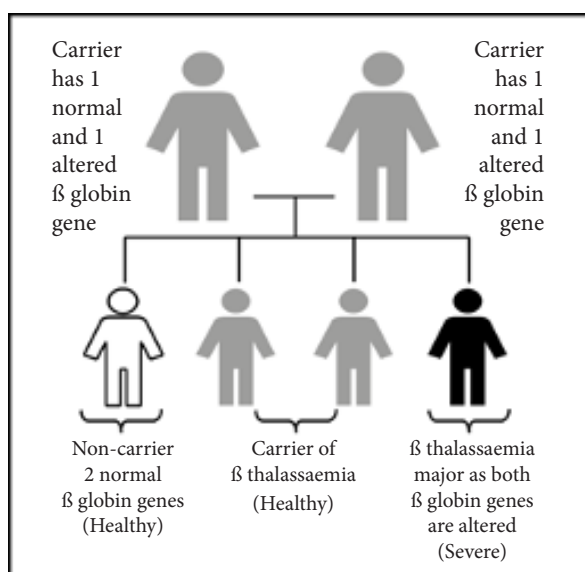 Carrier
has 1
normal
and 1
altered
ß globin
gene
Carrier
has 1
normal
and 1
altered
ß globin
gene
Non-carrier
2 normal
ß globin genes
(Healthy)
Carrier of
ß thalassaemia
(Healthy)
ß thalassaemia
major as both
ß globin genes
are altered
(Severe)